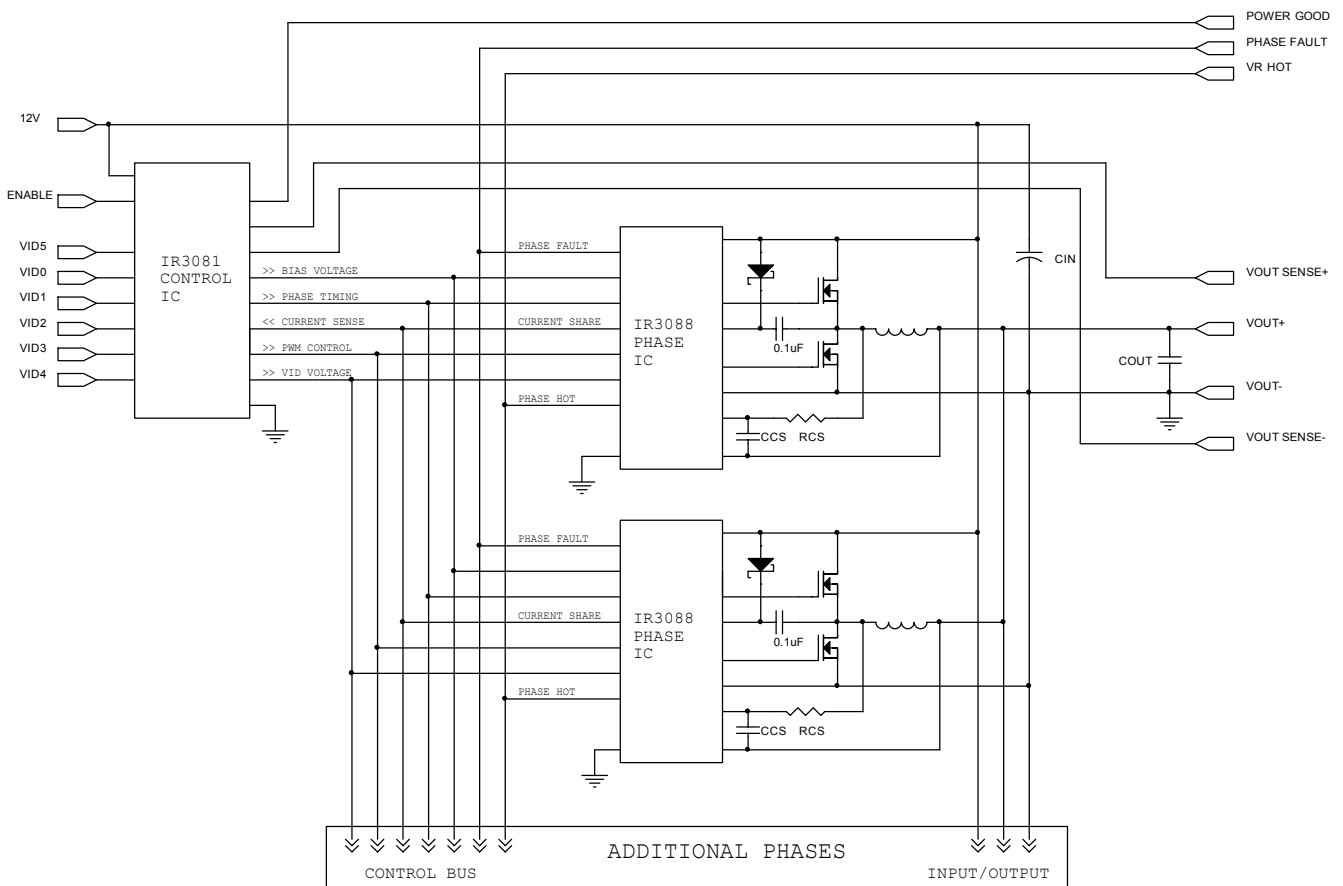 POWER GOOD
PHASE FAULT
VR HOT
12V
ENABLE
VID5
VID0
VID1
VID2
VID3
VID4
IR3081
CONTROL
IC
>> BIAS VOLTAGE
>> PHASE TIMING
<< CURRENT SENSE
>> PWM CONTROL
>> VID VOLTAGE
PHASE FAULT
CURRENT SHARE
PHASE HOT
IR3088
PHASE
IC
0.1uF
CCS RCS
CIN
COUT
VOUT SENSE+
VOUT+
VOUT-
VOUT SENSE-
PHASE FAULT
CURRENT SHARE
PHASE HOT
IR3088
PHASE
IC
0.1uF
CCS RCS
ADDITIONAL PHASES
CONTROL BUS
INPUT/OUTPUT